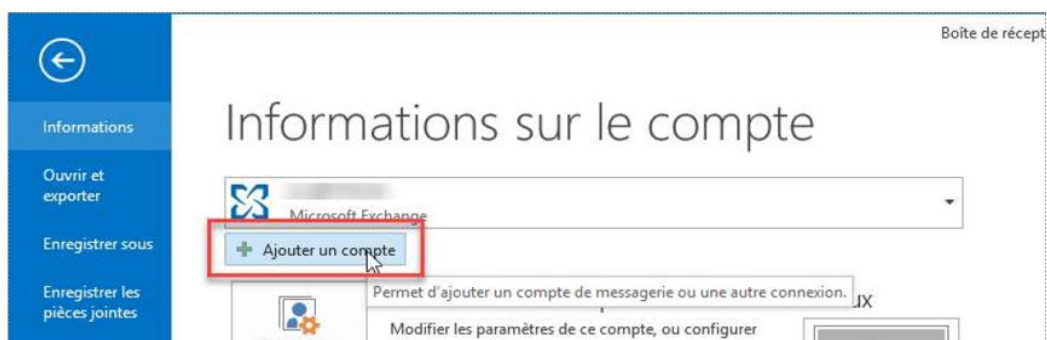 Boîte de récept
Informations sur le compte
Informations
Ouvrir et
exporter
Enregistrer sous
Enregistrer les
pièces jointes
Microsoft Exchange
Ajouter un compte
Permet d'ajouter un compte de messagerie ou une autre connexion.
ux
Modifier les paramètres de ce compte, ou configurer